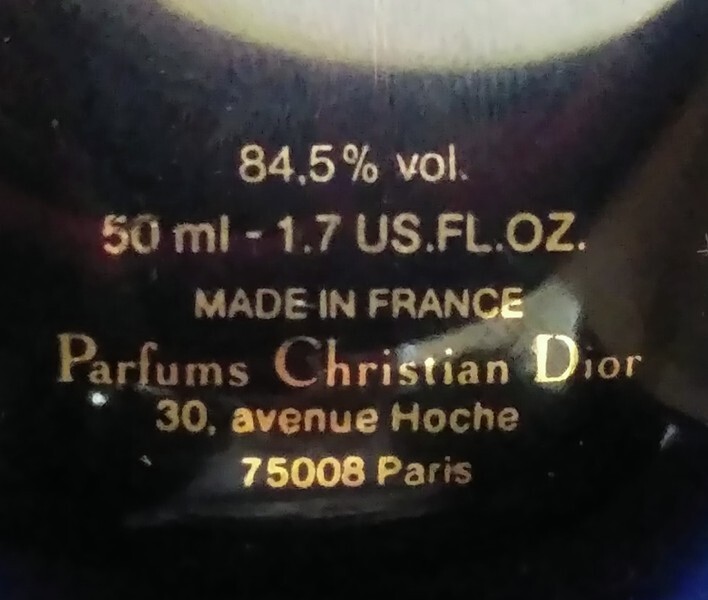 84,5% vol.
50 ml - 1.7 US.FL.OZ.
MADE IN FRANCE
Parfums Christian Dior
30, avenue Hoche
75008 Paris